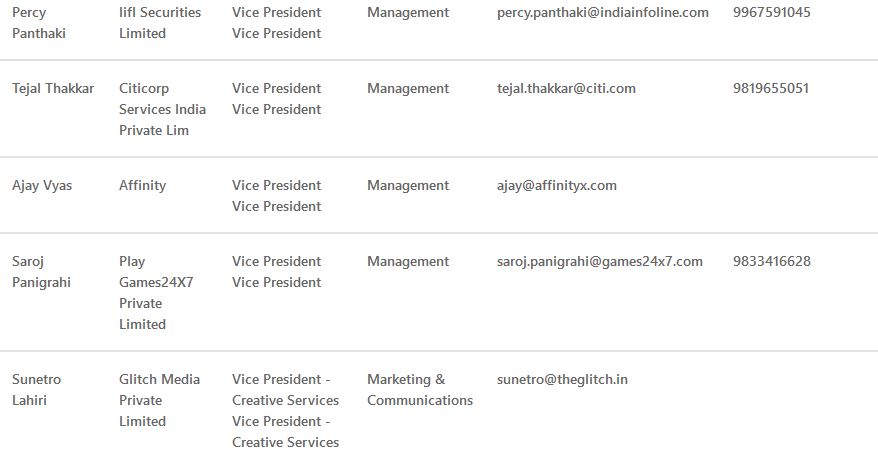 Percy Panthaki Iifl Securities Limited Vice President Vice President Management percy.panthaki@indiainfoline.com 9967591045
Tejal Thakkar Citicorp Services India Private Lim Vice President Vice President Management tejal.thakkar@citi.com 9819655051
Ajay Vyas Affinity Vice President Vice President Management ajay@affinityx.com
Saroj Panigrahi Play Games24X7 Private Limited Vice President Vice President Management saroj.panigrahi@games24x7.com 9833416628
Sunetro Lahiri Glitch Media Private Limited Vice President - Creative Services Vice President - Creative Services Marketing & Communications sunetro@theglitch.in